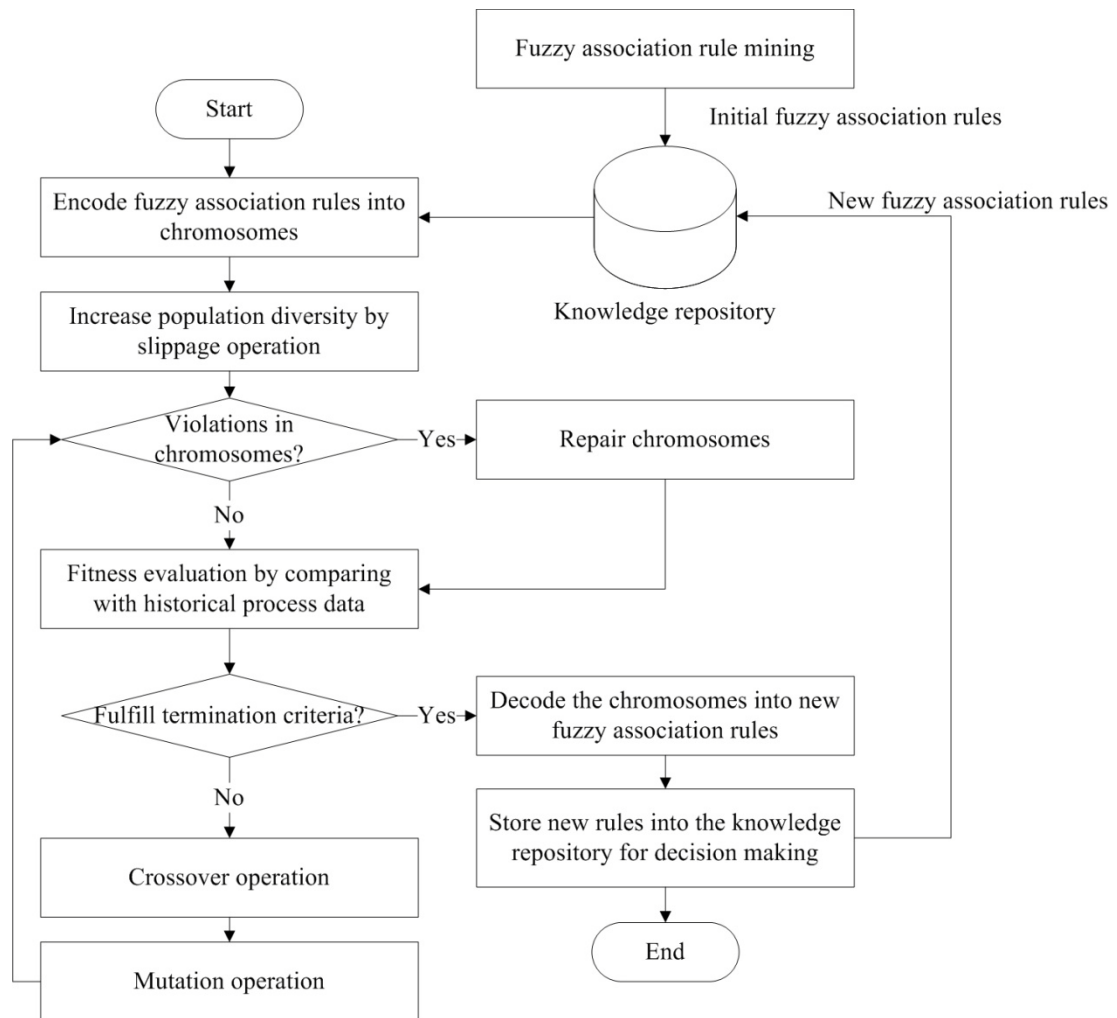 Fuzzy association rule mining
Start
Initial fuzzy association rules
Encode fuzzy association rules into
chromosomes
New fuzzy association rules
Knowledge repository
Increase population diversity by
slippage operation
Violations in
chromosomes?
Yes
Repair chromosomes
No
Fitness evaluation by comparing
with historical process data
Fulfill termination criteria?
Yes
Decode the chromosomes into new
fuzzy association rules
No
Store new rules into the knowledge
repository for decision making
Crossover operation
End
Mutation operation